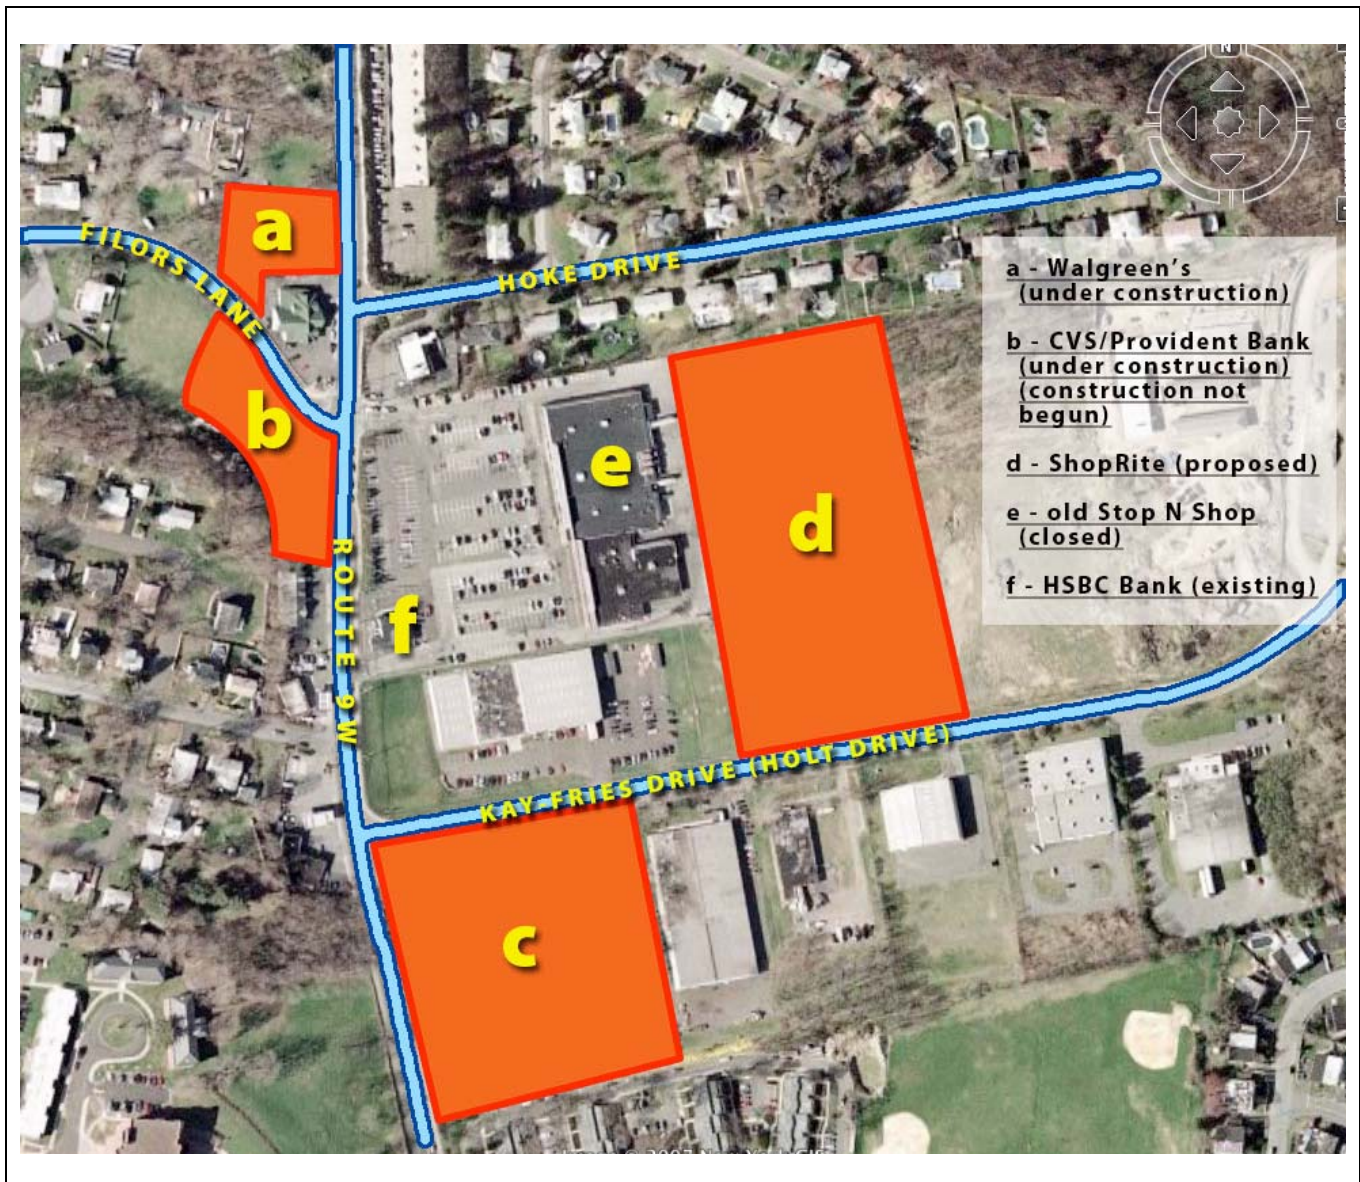 N
a
FILORS LANE
HOKE DRIVE
a - Walgreen's
(under construction)
b - CVS/Provident Bank
(under construction)
(construction not
begun)
d - ShopRite (proposed)
e - old Stop N Shop
(closed)
f - HSBC Bank (existing)
b
e
d
f
ROUTE 9W
KAY-FRIES DRIVE (HOLT DRIVE)
c